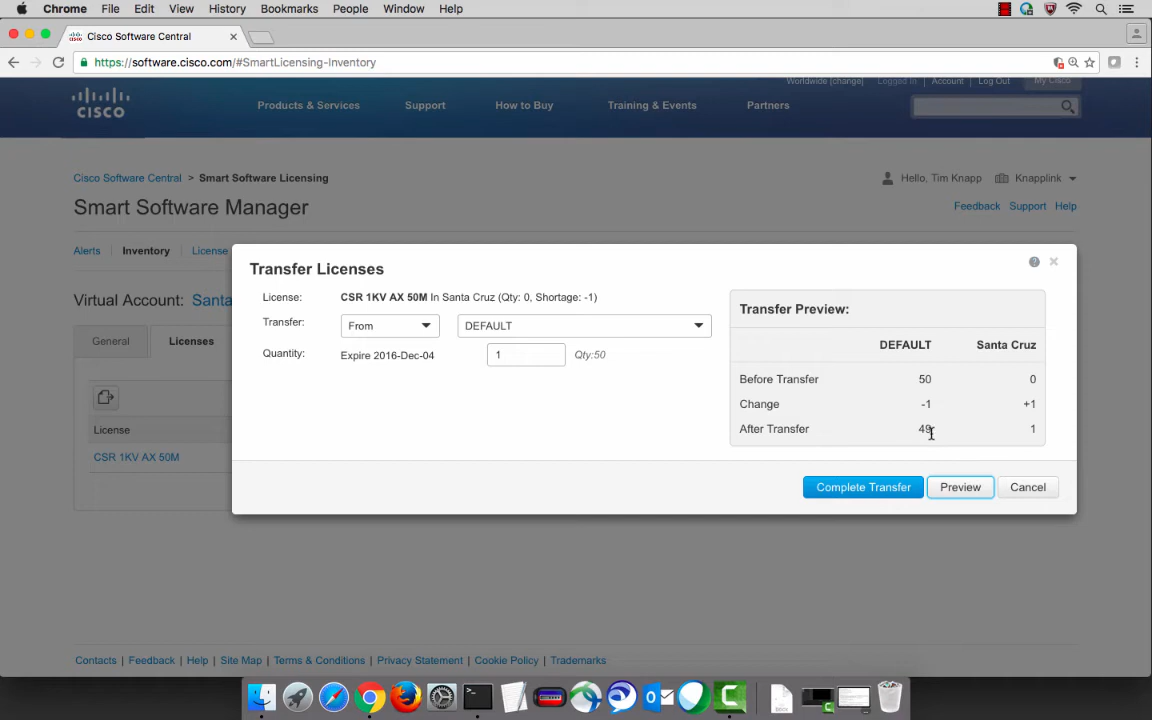 Chrome File Edit View History Bookmarks People Window Help
Cisco Software Central
https://software.cisco.com/#SmartLicensing-Inventory
Worldwide [change] Logged In Account Log Out My Cisco
CISCO Products & Services Support How to Buy Training & Events Partners
Cisco Software Central > Smart Software Licensing Hello, Tim Knapp Knapplink
Smart Software Manager Feedback Support Help
Alerts Inventory License
Virtual Account: Santa
General Licenses
License
CSR 1KV AX 50M
Transfer Licenses
License: CSR 1KV AX 50M In Santa Cruz (Qty: 0, Shortage: -1)
Transfer: From DEFAULT
Quantity: Expire 2016-Dec-04 1 Qty:50
Transfer Preview:
DEFAULT Santa Cruz
Before Transfer 50 0
Change -1 +1
After Transfer 49 1
Complete Transfer Preview Cancel
Contacts | Feedback | Help | Site Map | Terms & Conditions | Privacy Statement | Cookie Policy | Trademarks